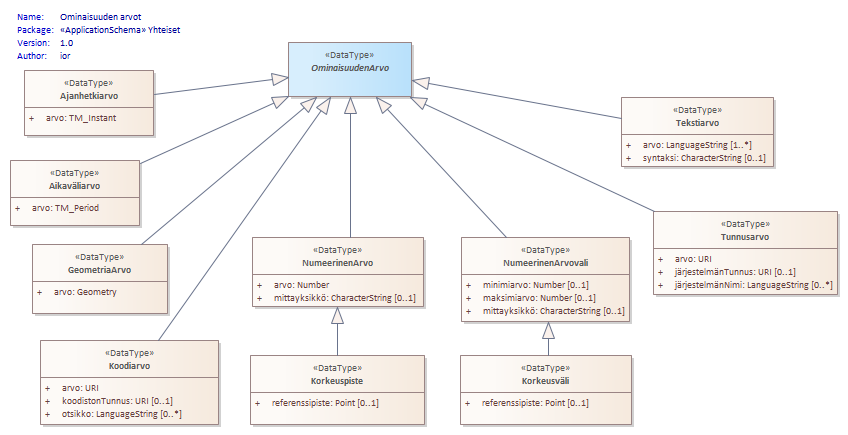 Name: Ominaisuuden arvot
Package: «ApplicationSchema» Yhteiset
Version: 1.0
Author: ior
«DataType»
OminaisuudenArvo
«DataType»
Ajanhetkiarvo
+ arvo: TM_Instant
«DataType»
Tekstiarvo
+ arvo: LanguageString [1..*]
+ syntaksi: CharacterString [0..1]
«DataType»
Aikaväliarvo
+ arvo: TM_Period
«DataType»
Tunnusarvo
+ arvo: URI
+ järjestelmänTunnus: URI [0..1]
+ järjestelmänNimi: LanguageString [0..*]
«DataType»
GeometriaArvo
+ arvo: Geometry
«DataType»
NumeerinenArvo
+ arvo: Number
+ mittayksikkö: CharacterString [0..1]
«DataType»
NumeerinenArvovali
+ minimiarvo: Number [0..1]
+ maksimiarvo: Number [0..1]
+ mittayksikkö: CharacterString [0..1]
«DataType»
Koodiarvo
+ arvo: URI
+ koodistonTunnus: URI [0..1]
+ otsikko: LanguageString [0..*]
«DataType»
Korkeuspiste
+ referenssipiste: Point [0..1]
«DataType»
Korkeusväli
+ referenssipiste: Point [0..1]